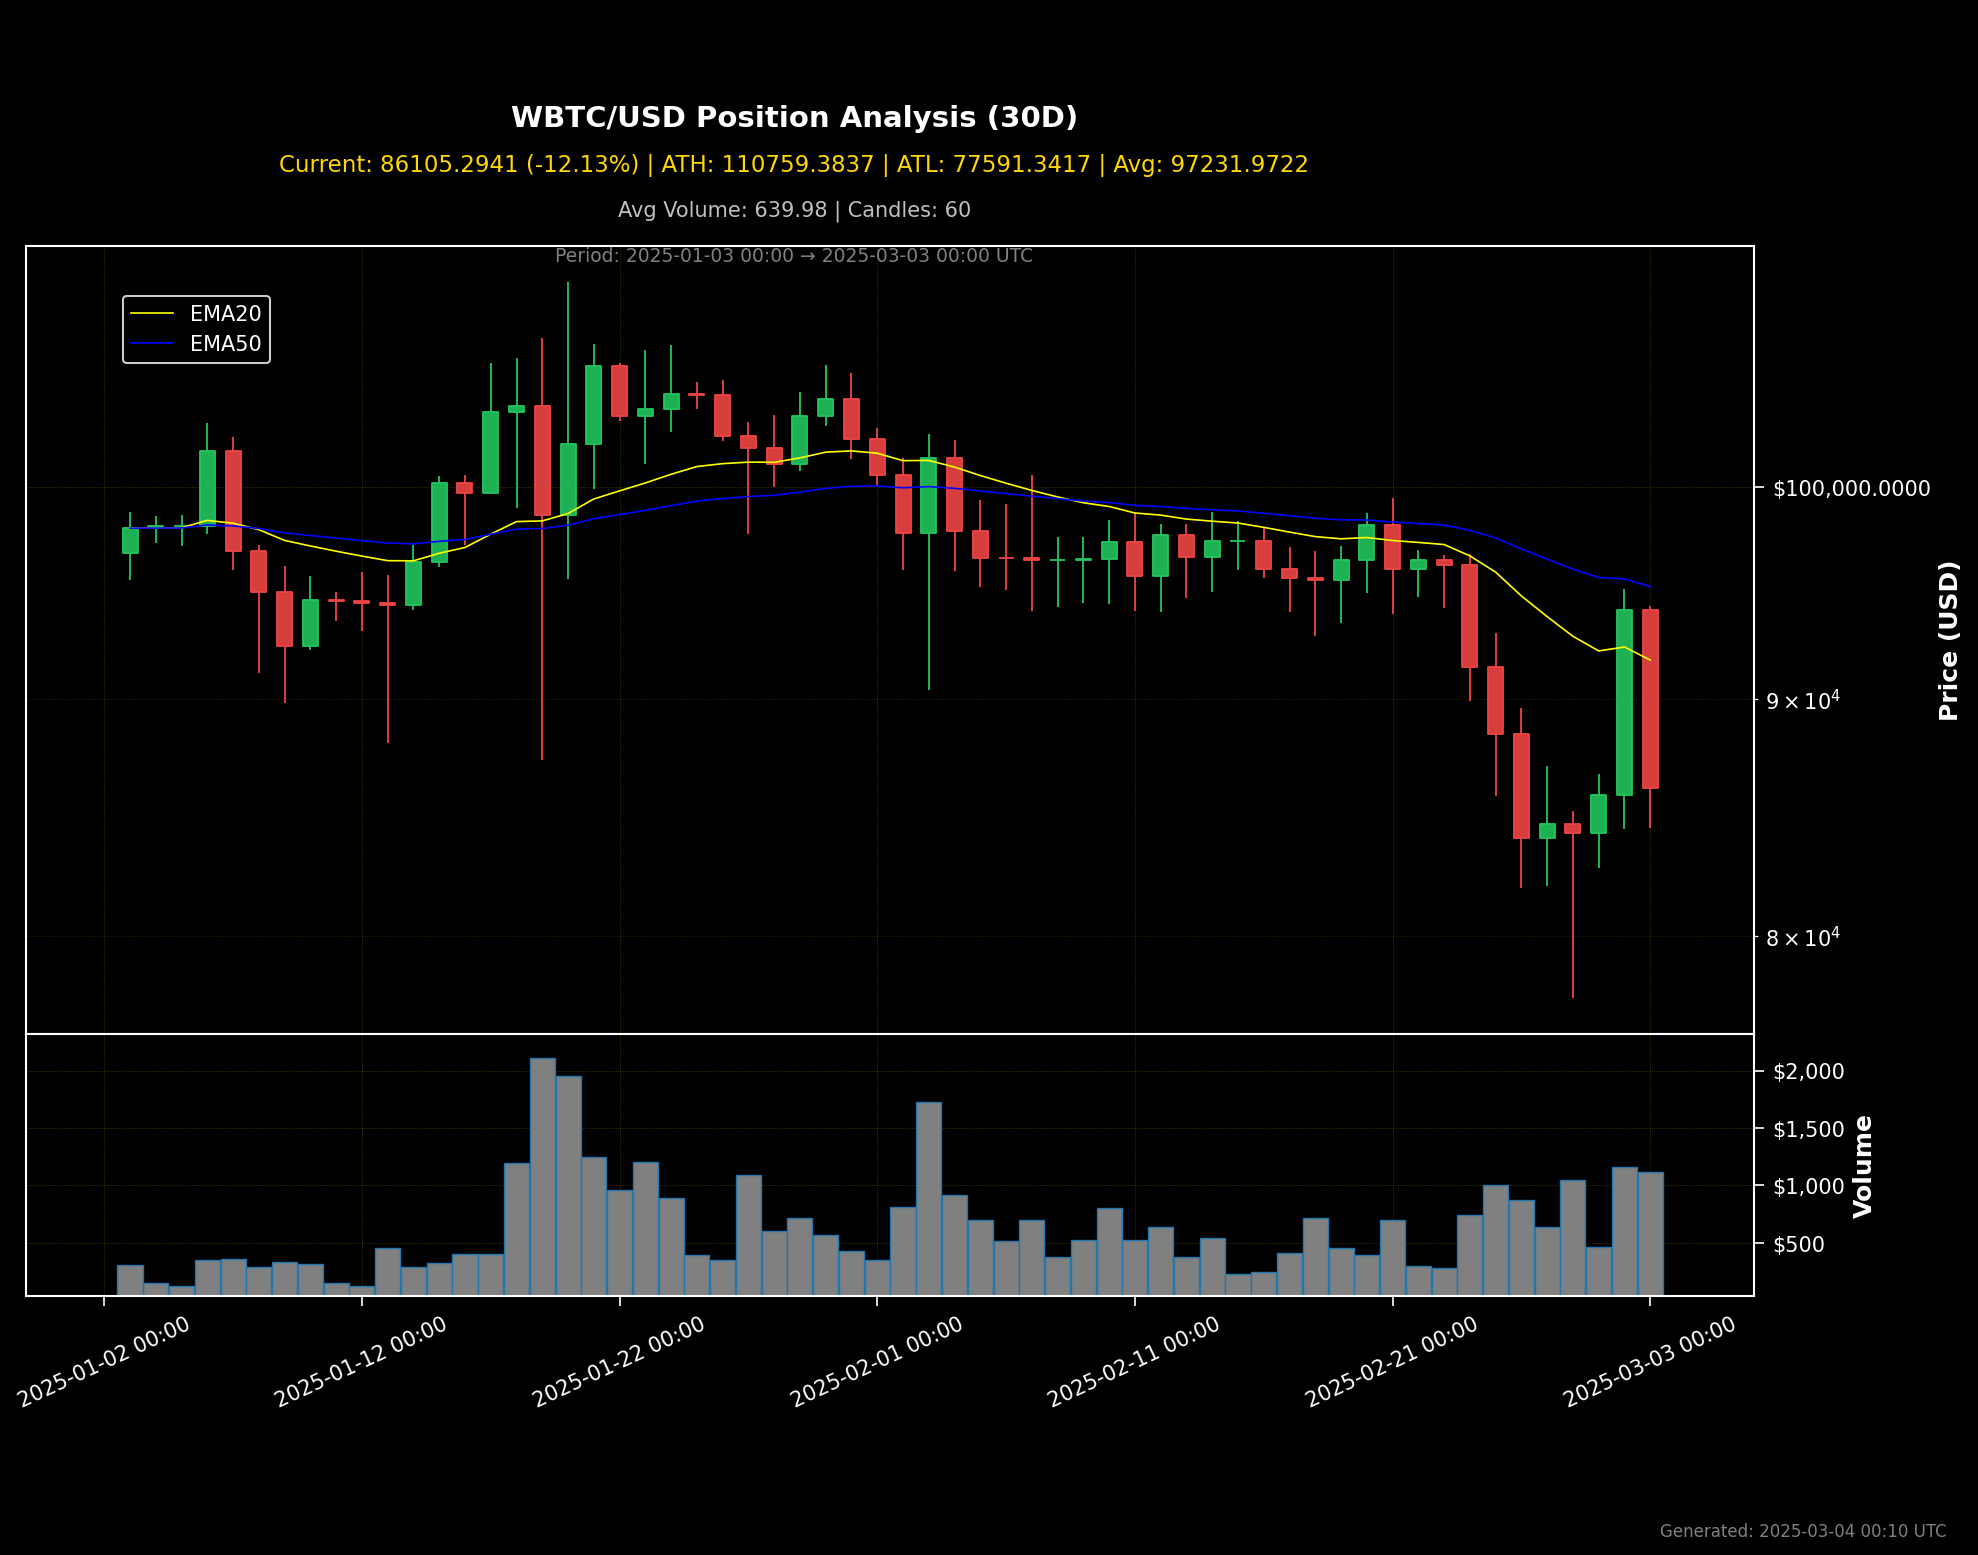 WBTC/USD Position Analysis (30D)
Current: 86105.2941 (-12.13%) | ATH: 110759.3837 | ATL: 77591.3417 | Avg: 97231.9722
Avg Volume: 639.98 | Candles: 60
Period: 2025-01-03 00:00 → 2025-03-03 00:00 UTC
EMA20
EMA50
$100,000.0000
9 × 10⁴
8 × 10⁴
Price (USD)
$2,000
$1,500
$1,000
$500
Volume
2025-01-02 00:00
2025-01-12 00:00
2025-01-22 00:00
2025-02-01 00:00
2025-02-11 00:00
2025-02-21 00:00
2025-03-03 00:00
Generated: 2025-03-04 00:10 UTC